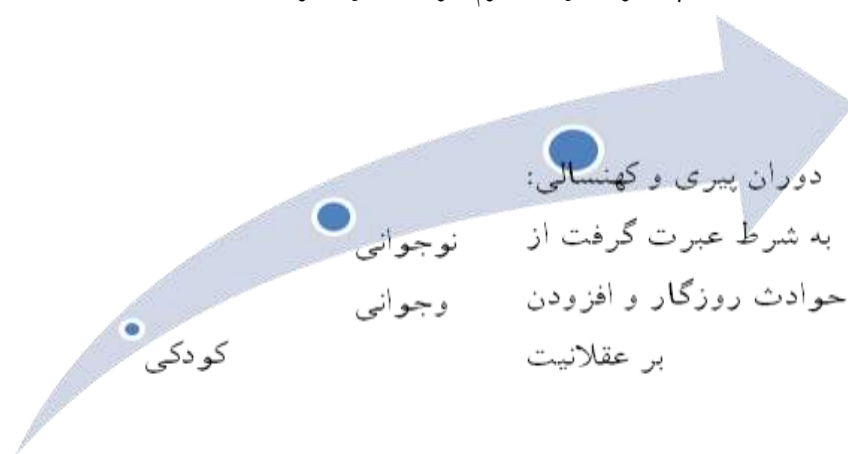 دوران پیری و کهنسالی:
به شرط عبرت گرفت از
حوادث روزگار و افزودن
بر عقلانیت
نوجوانی
وجوانی
کودکی